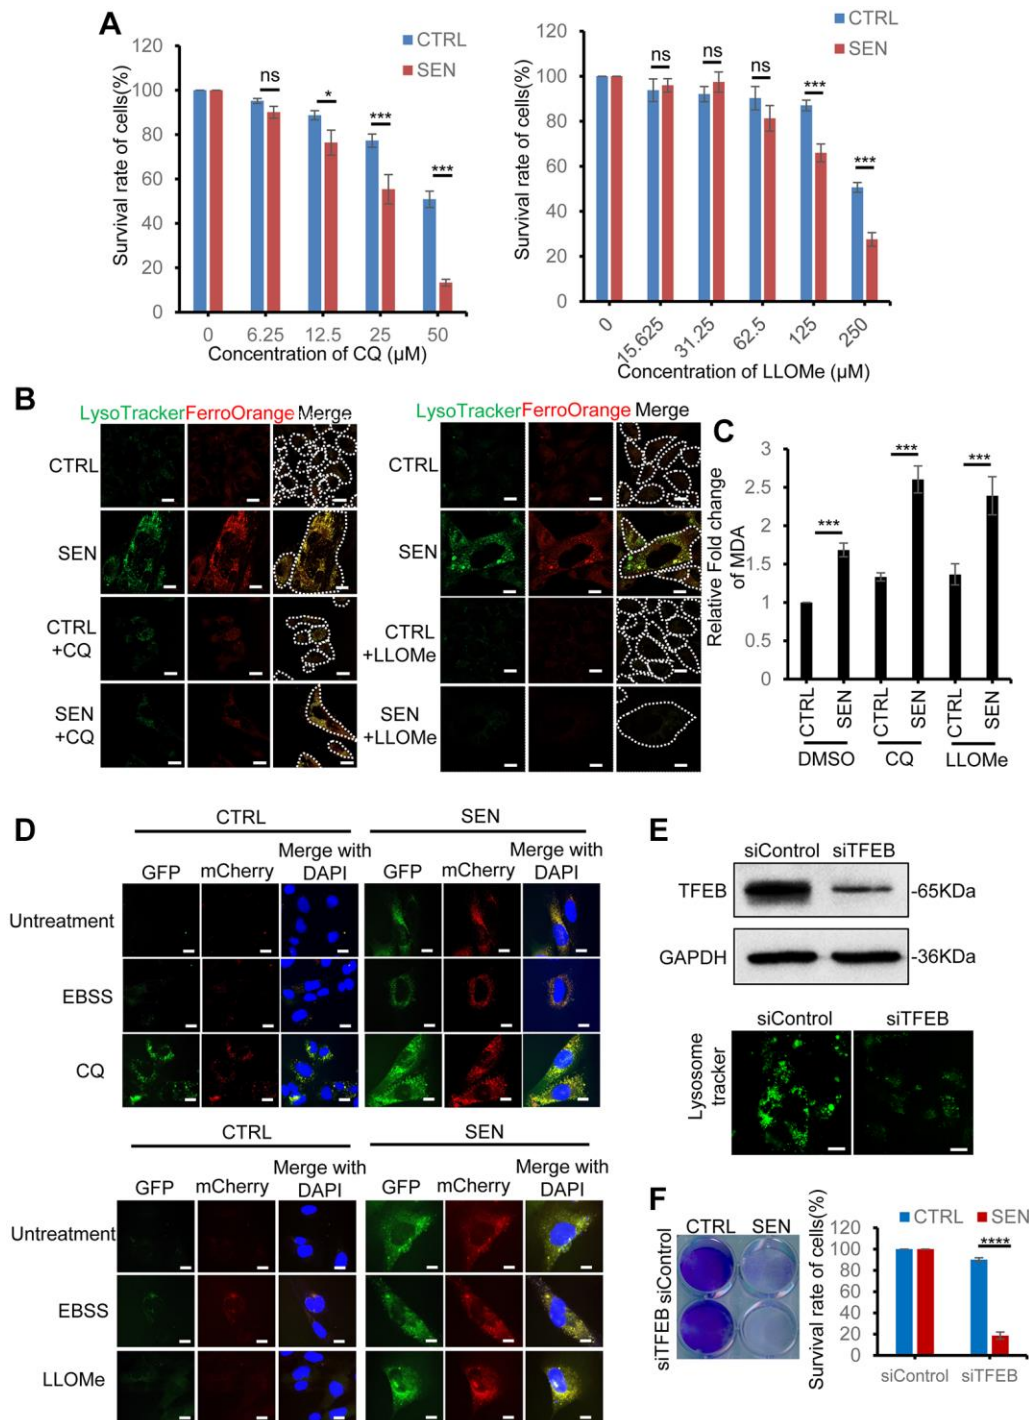 A
120
100
80
60
40
20
0
Survival rate of cells(%)
CTRL
SEN
ns
*
***
***
0 6.25 12.5 25 50
Concentration of CQ (µM)
120
100
80
60
40
20
0
Survival rate of cells(%)
CTRL
SEN
ns
ns
ns
***
***
0 15.625 31.25 62.5 125 250
Concentration of LLOMe (µM)
B
LysoTracker FerroOrange Merge
CTRL
SEN
CTRL
+CQ
SEN
+CQ
LysoTracker FerroOrange Merge
CTRL
SEN
CTRL
+LLOMe
SEN
+LLOMe
C
3
2.5
2
1.5
1
0.5
0
Relative Fold change
of MDA
***
***
***
CTRL SEN CTRL SEN CTRL SEN
DMSO CQ LLOMe
D
CTRL SEN
GFP mCherry Merge with DAPI GFP mCherry Merge with DAPI
Untreatment
EBSS
CQ
CTRL SEN
GFP mCherry Merge with DAPI GFP mCherry Merge with DAPI
Untreatment
EBSS
LLOMe
E
siControl siTFEB
TFEB -65KDa
GAPDH -36KDa
siControl siTFEB
Lysosome
tracker
F
CTRL SEN
siControl
siTFEB
CTRL SEN
120
100
80
60
40
20
0
Survival rate of cells(%)
****
siControl siTFEB